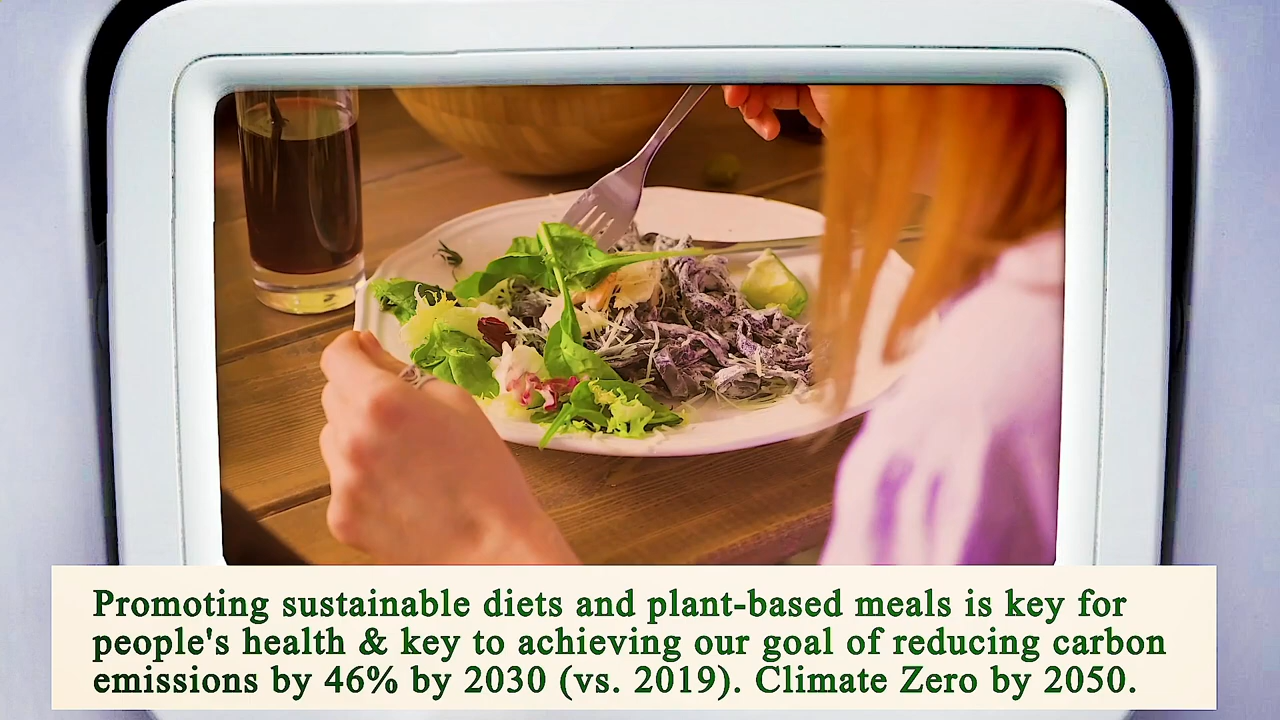 Promoting sustainable diets and plant-based meals is key for
people's health & key to achieving our goal of reducing carbon
emissions by 46% by 2030 (vs. 2019). Climate Zero by 2050.